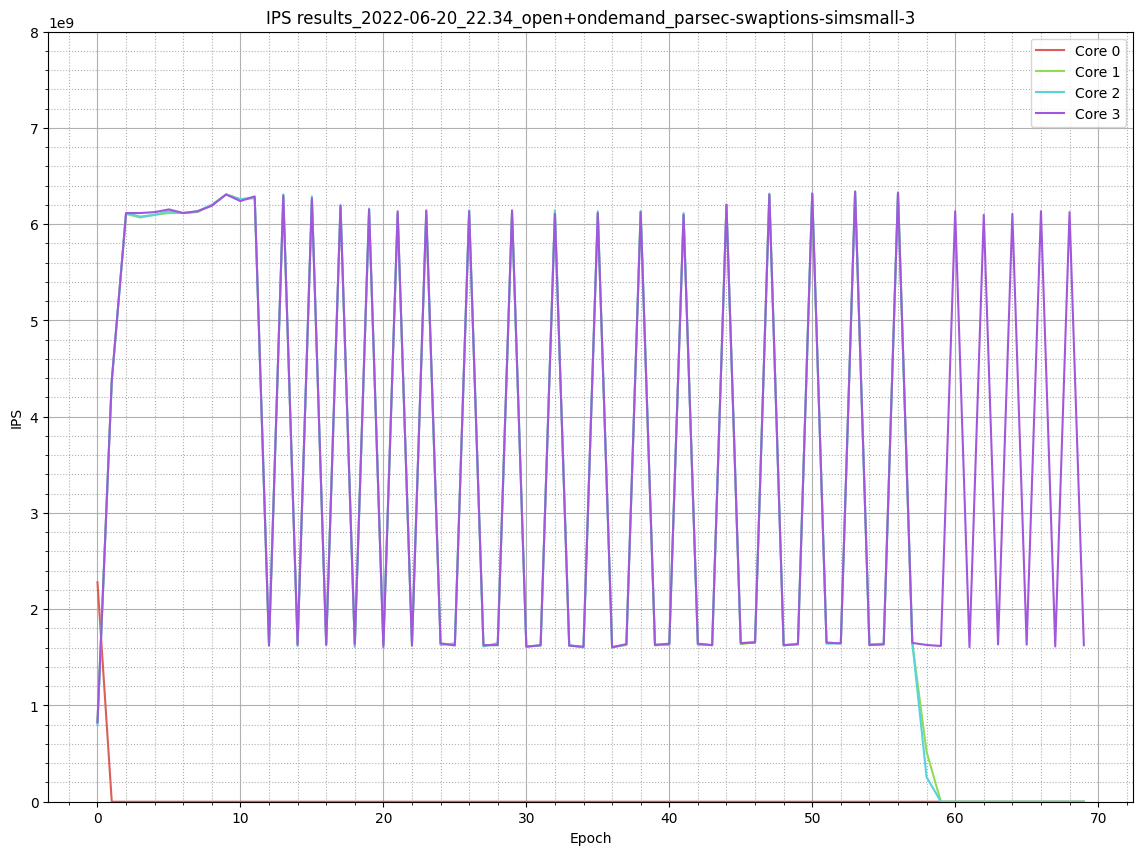 IPS results_2022-06-20_22.34_open+ondemand_parsec-swaptions-simsmall-3
1e9
8
7
6
5
4
3
2
1
0
IPS
Core 0
Core 1
Core 2
Core 3
0 10 20 30 40 50 60 70
Epoch